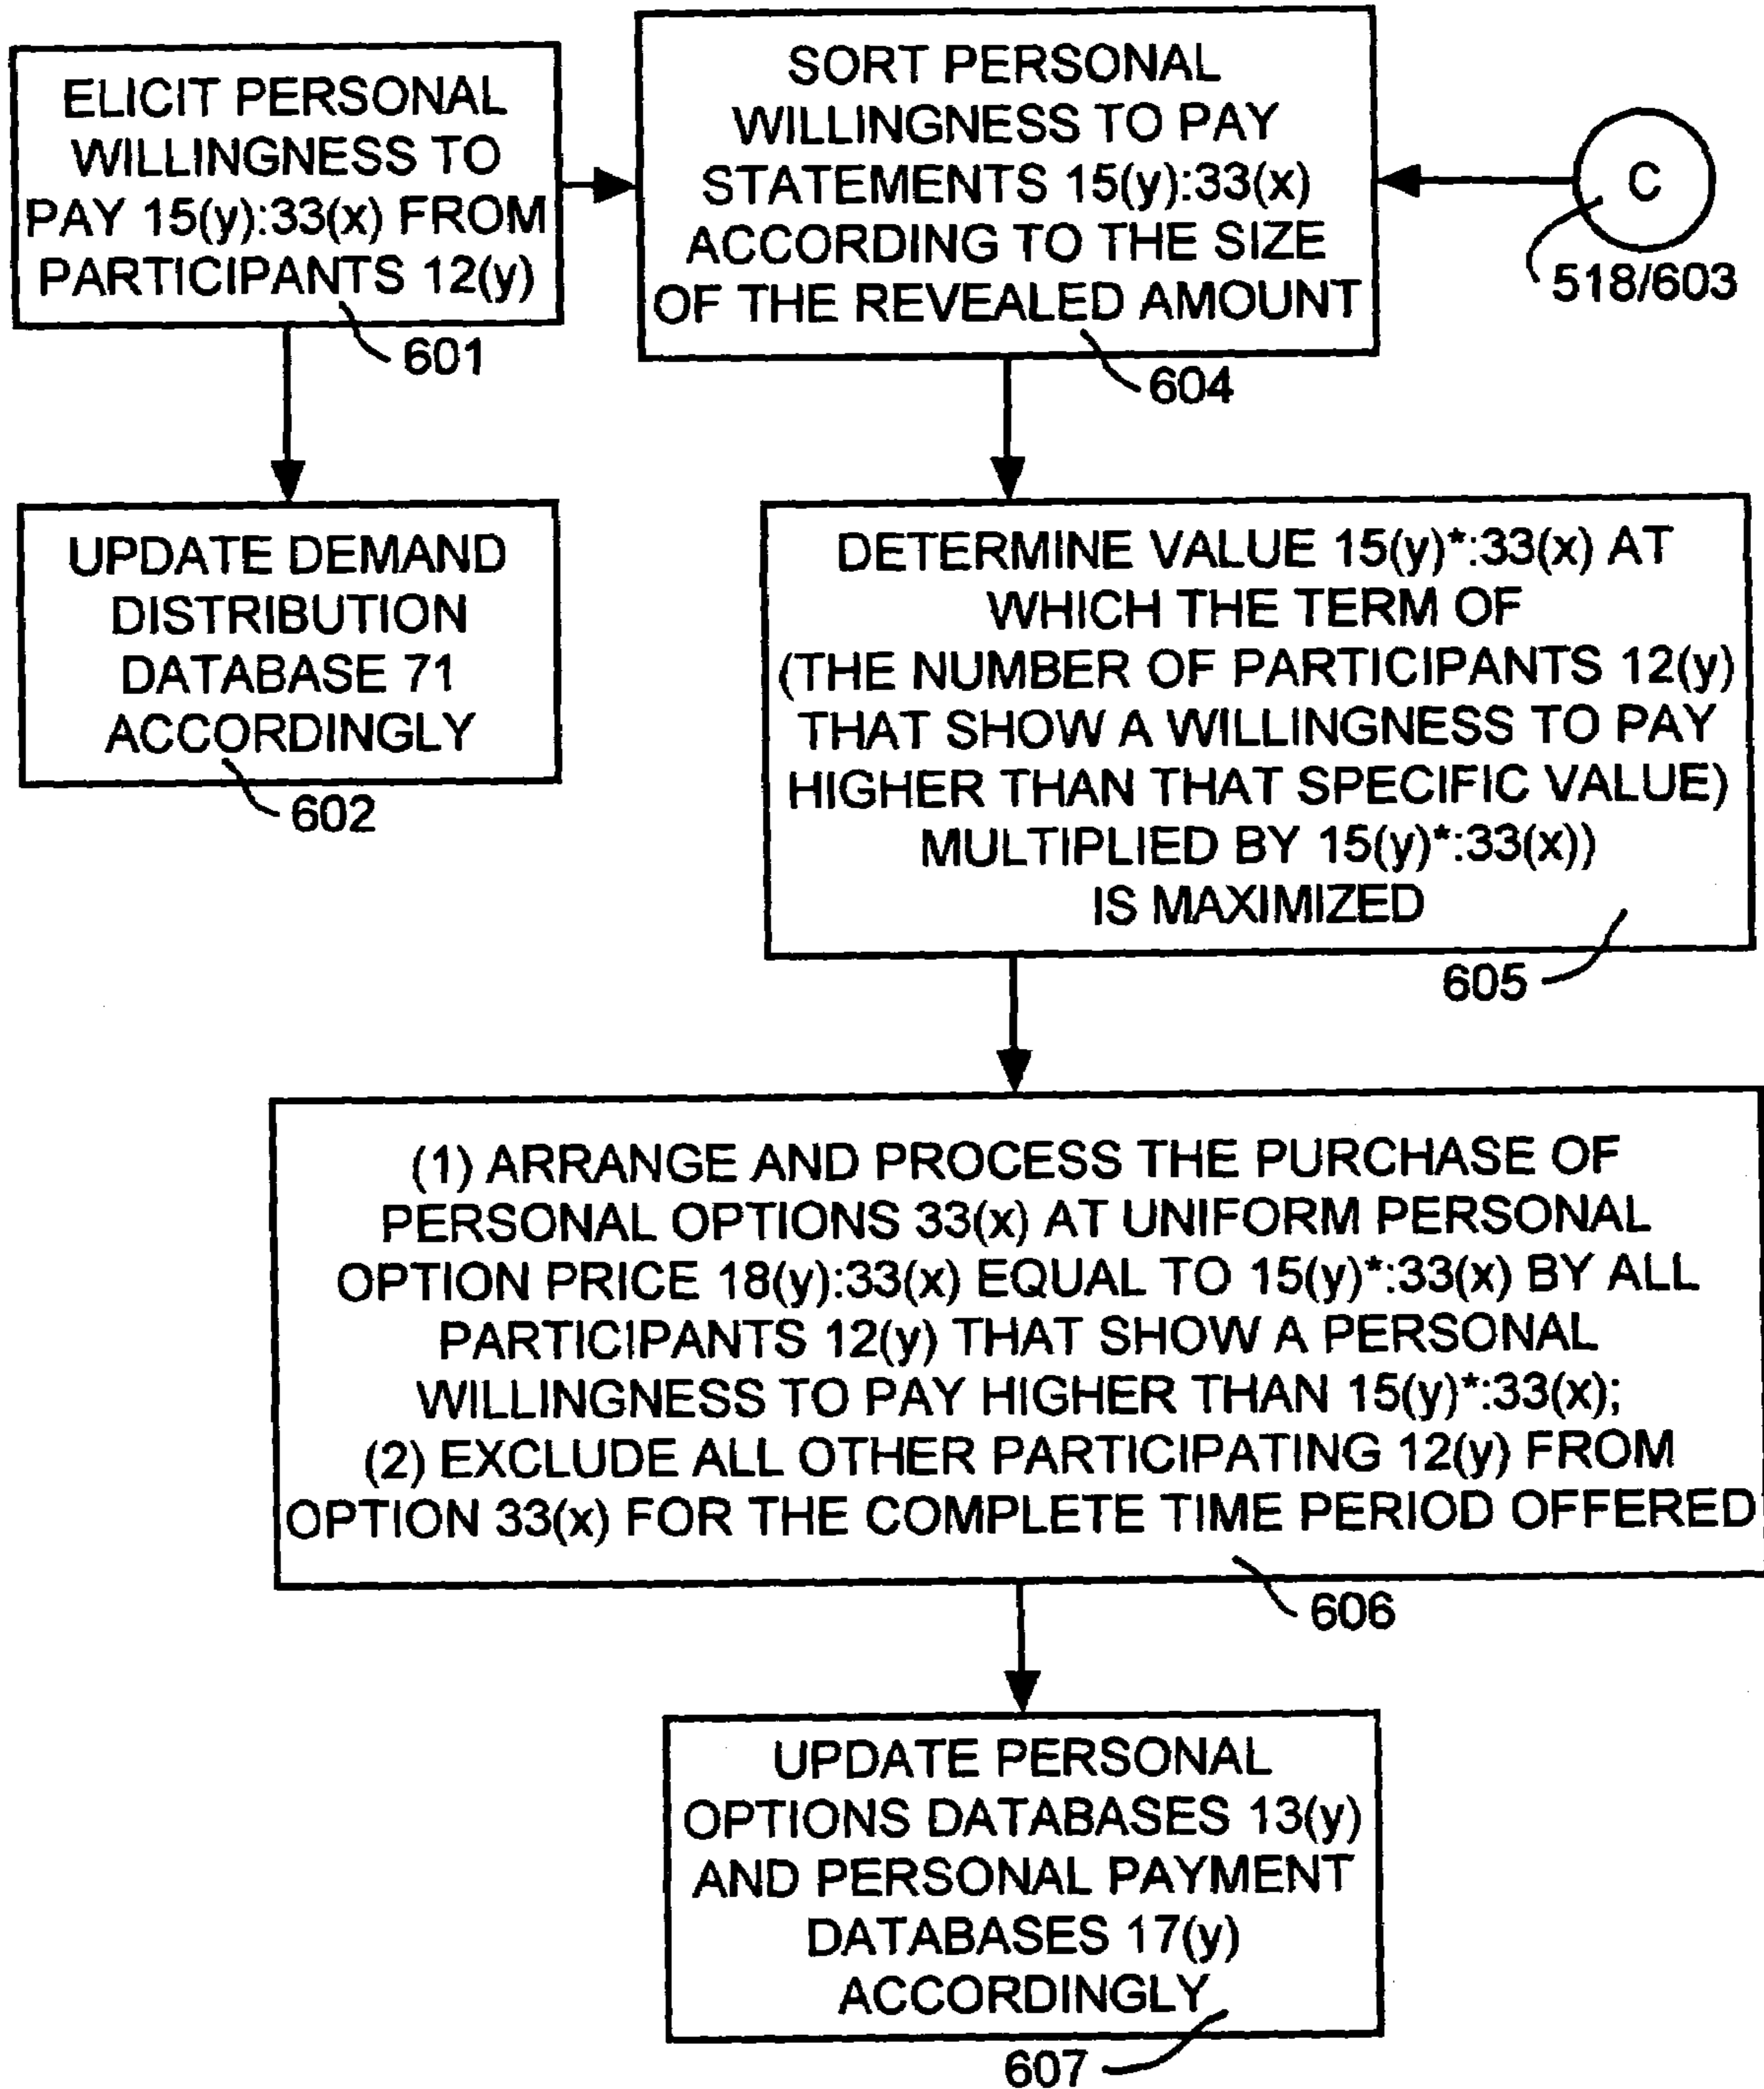 ELICIT PERSONAL
WILLINGNESS TO
PAY 15(y):33(x) FROM
PARTICIPANTS 12(y)
601
SORT PERSONAL
WILLINGNESS TO PAY
STATEMENTS 15(y):33(x)
ACCORDING TO THE SIZE
OF THE REVEALED AMOUNT
604
C
518/603
UPDATE DEMAND
DISTRIBUTION
DATABASE 71
ACCORDINGLY
602
DETERMINE VALUE 15(y)*:33(x) AT
WHICH THE TERM OF
(THE NUMBER OF PARTICIPANTS 12(y)
THAT SHOW A WILLINGNESS TO PAY
HIGHER THAN THAT SPECIFIC VALUE)
MULTIPLIED BY 15(y)*:33(x))
IS MAXIMIZED
605
(1) ARRANGE AND PROCESS THE PURCHASE OF
PERSONAL OPTIONS 33(x) AT UNIFORM PERSONAL
OPTION PRICE 18(y):33(x) EQUAL TO 15(y)*:33(x) BY ALL
PARTICIPANTS 12(y) THAT SHOW A PERSONAL
WILLINGNESS TO PAY HIGHER THAN 15(y)*:33(x);
(2) EXCLUDE ALL OTHER PARTICIPATING 12(y) FROM
OPTION 33(x) FOR THE COMPLETE TIME PERIOD OFFERED
606
UPDATE PERSONAL
OPTIONS DATABASES 13(y)
AND PERSONAL PAYMENT
DATABASES 17(y)
ACCORDINGLY
607